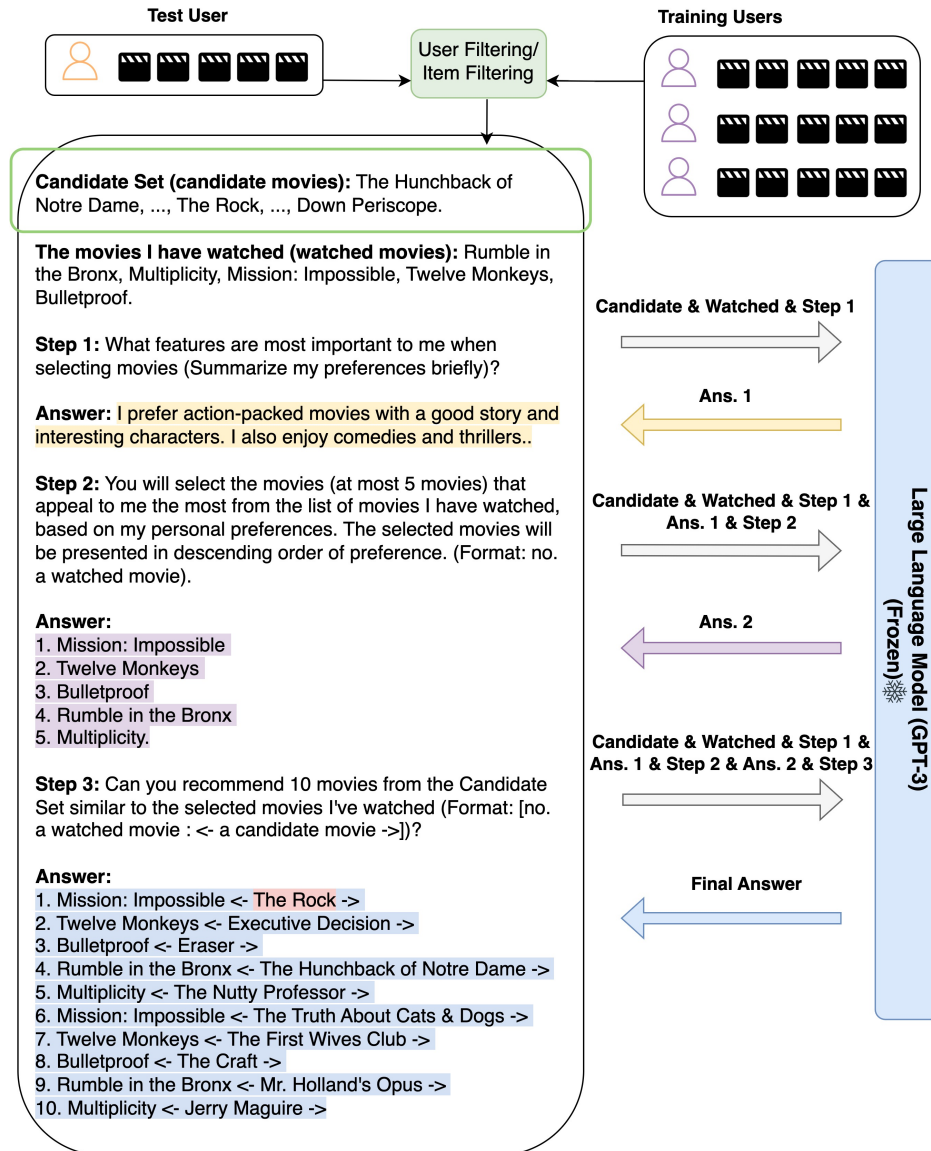 Test User
Training Users
User Filtering/
Item Filtering
Candidate Set (candidate movies): The Hunchback of
Notre Dame, ..., The Rock, ..., Down Periscope.
The movies I have watched (watched movies): Rumble in
the Bronx, Multiplicity, Mission: Impossible, Twelve Monkeys,
Bulletproof.
Step 1: What features are most important to me when
selecting movies (Summarize my preferences briefly)?
Answer: I prefer action-packed movies with a good story and
interesting characters. I also enjoy comedies and thrillers..
Step 2: You will select the movies (at most 5 movies) that
appeal to me the most from the list of movies I have watched,
based on my personal preferences. The selected movies will
be presented in descending order of preference. (Format: no.
a watched movie).
Answer:
1. Mission: Impossible
2. Twelve Monkeys
3. Bulletproof
4. Rumble in the Bronx
5. Multiplicity.
Step 3: Can you recommend 10 movies from the Candidate
Set similar to the selected movies I've watched (Format: [no.
a watched movie : <- a candidate movie ->])?
Answer:
1. Mission: Impossible <- The Rock ->
2. Twelve Monkeys <- Executive Decision ->
3. Bulletproof <- Eraser ->
4. Rumble in the Bronx <- The Hunchback of Notre Dame ->
5. Multiplicity <- The Nutty Professor ->
6. Mission: Impossible <- The Truth About Cats & Dogs ->
7. Twelve Monkeys <- The First Wives Club ->
8. Bulletproof <- The Craft ->
9. Rumble in the Bronx <- Mr. Holland's Opus ->
10. Multiplicity <- Jerry Maguire ->
Candidate & Watched & Step 1
Ans. 1
Candidate & Watched & Step 1 &
Ans. 1 & Step 2
Ans. 2
Candidate & Watched & Step 1 &
Ans. 1 & Step 2 & Ans. 2 & Step 3
Final Answer
Large Language Model (GPT-3)
(Frozen)